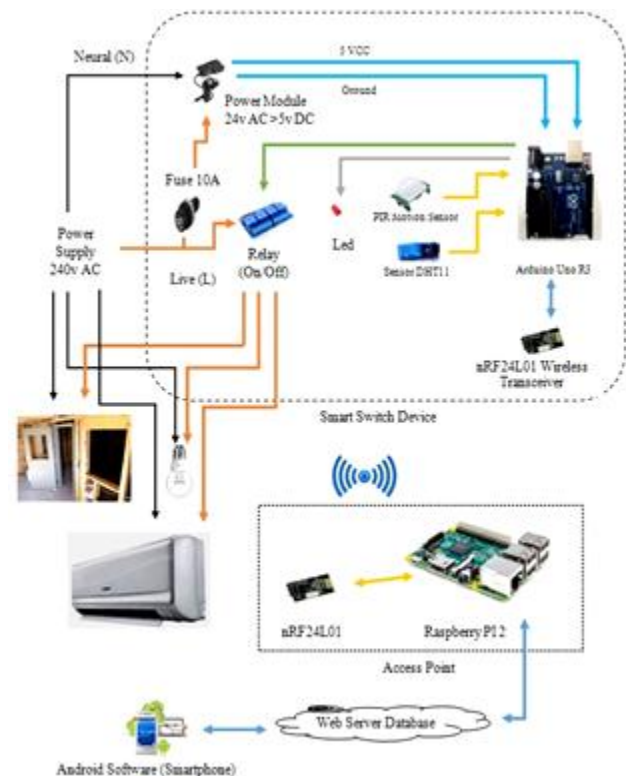 5 VCC
Neural (N)
Ground
Power Module
24v AC >5v DC
Fuse 10A
PIR Motion Sensor
Led
Power
Supply
240v AC
Relay
(On/Off)
Sensor DHT11
Arduino Uno R3
Live (L)
nRF24L01 Wireless
Transceiver
Smart Switch Device
nRF24L01
Raspberry PI 2
Access Point
Web Server Database
Android Software (Smartphone)